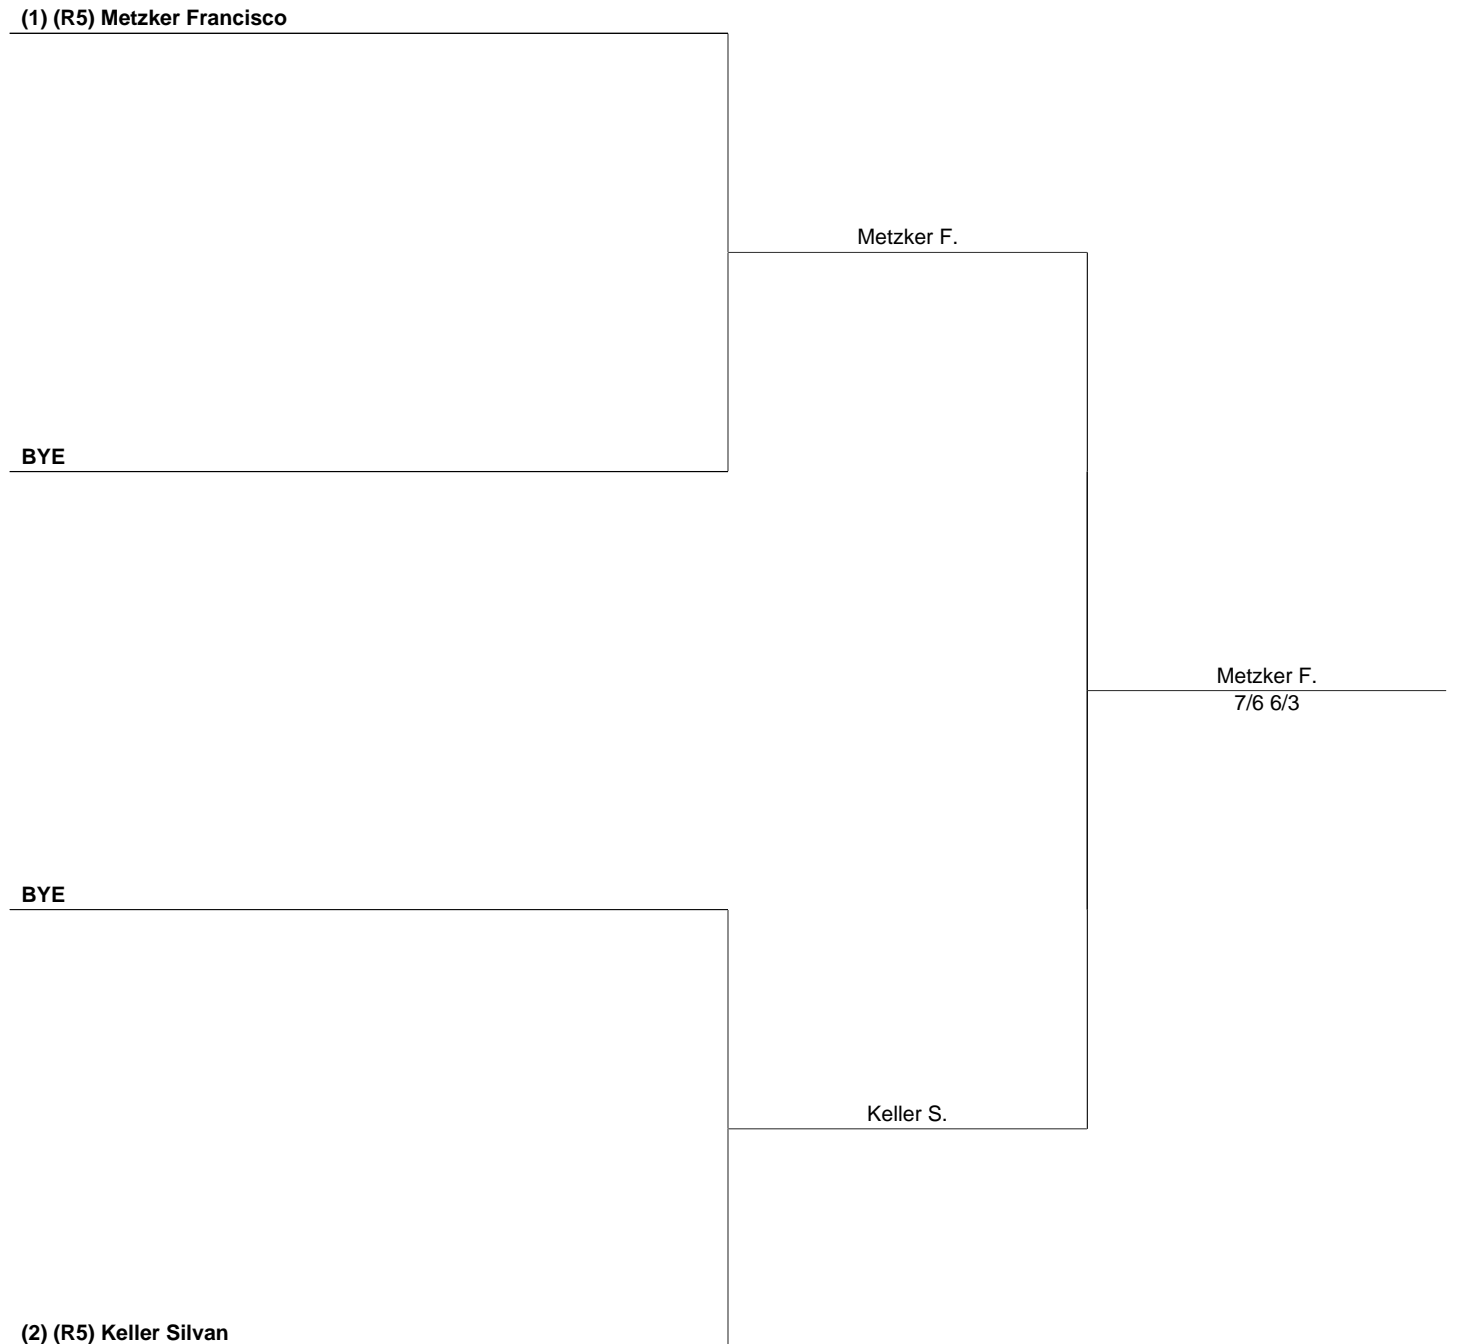 (1) (R5) Metzker Francisco
Metzker F.
BYE
Metzker F.
7/6 6/3
BYE
Keller S.
(2) (R5) Keller Silvan